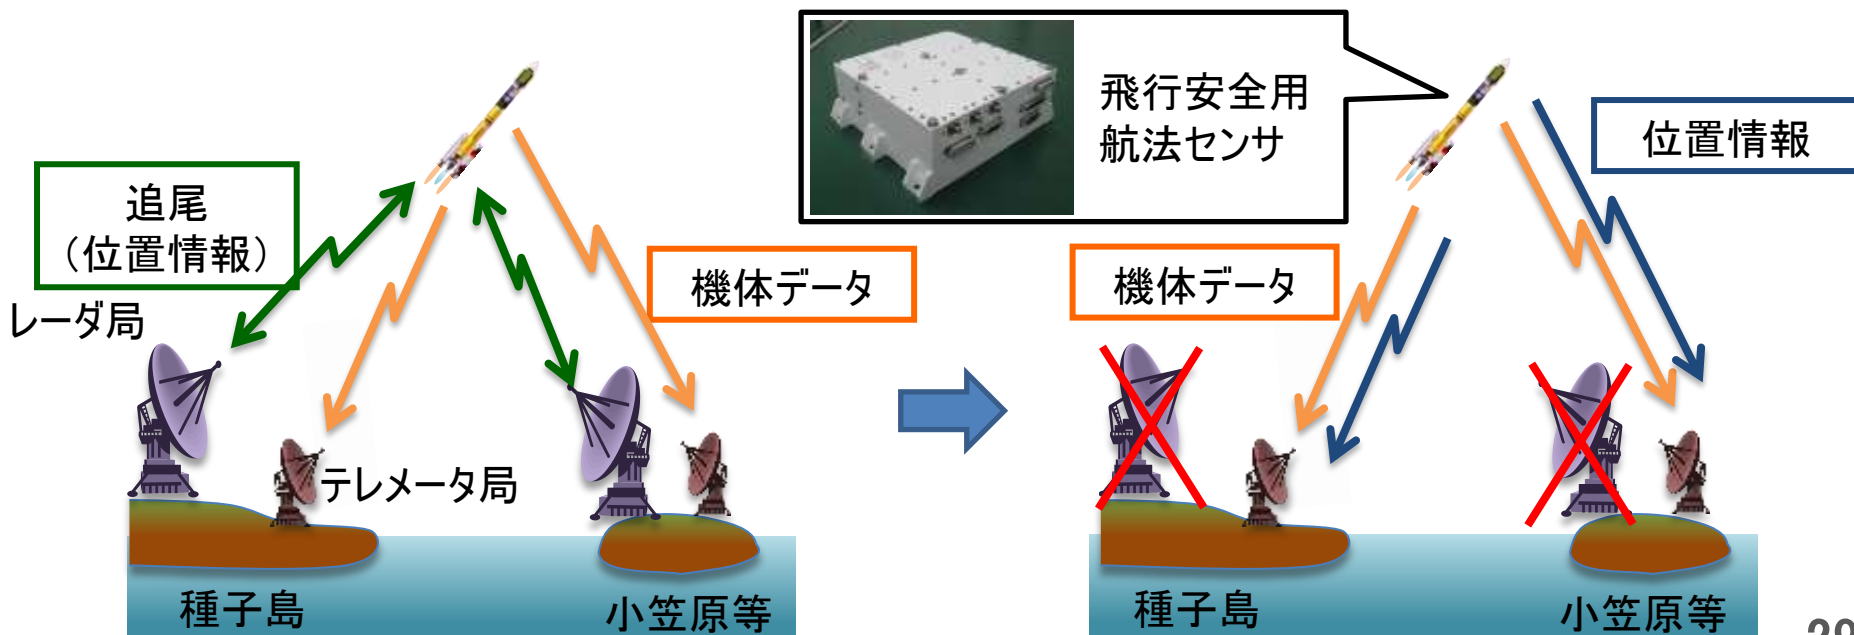 追尾
（位置情報）
レーダ局
機体データ
テレメータ局
種子島
小笠原等
飛行安全用
航法センサ
位置情報
機体データ
種子島
小笠原等